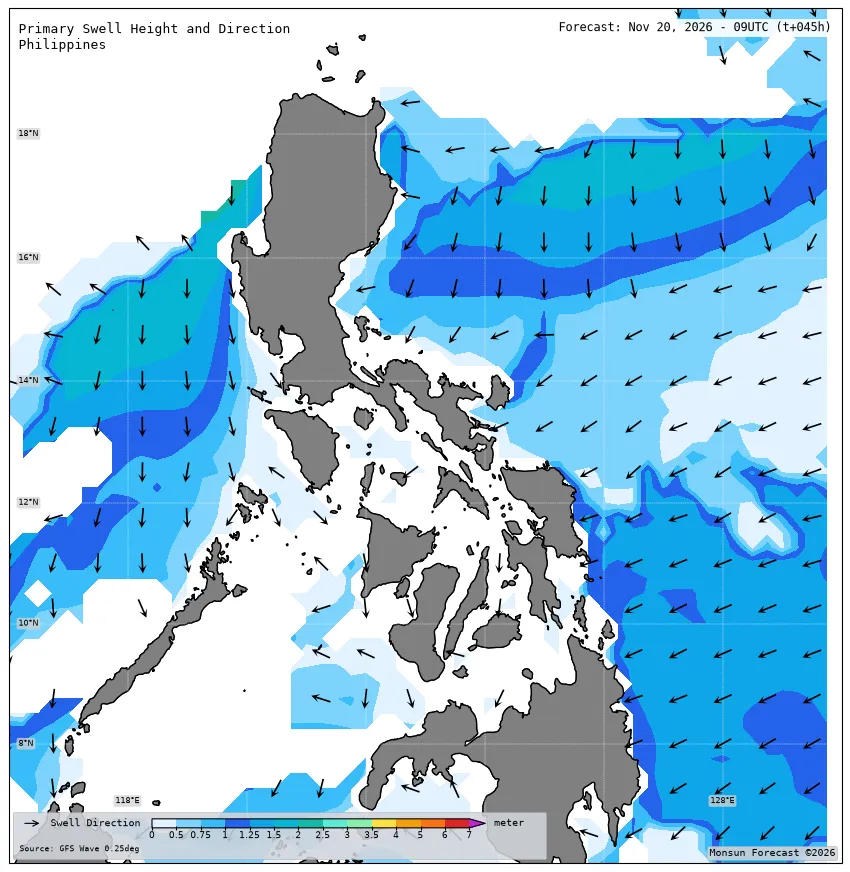 Primary Swell Height and Direction
Philippines
Forecast: Nov 20, 2026 - 09UTC (t+045h)
18°N
16°N
14°N
12°N
10°N
8°N
118°E
128°E
Swell Direction
meter
0 0.5 0.75 1 1.25 1.5 2 2.5 3 3.5 4 5 6 7
Source: GFS Wave 0.25deg
Monsun Forecast ©2026